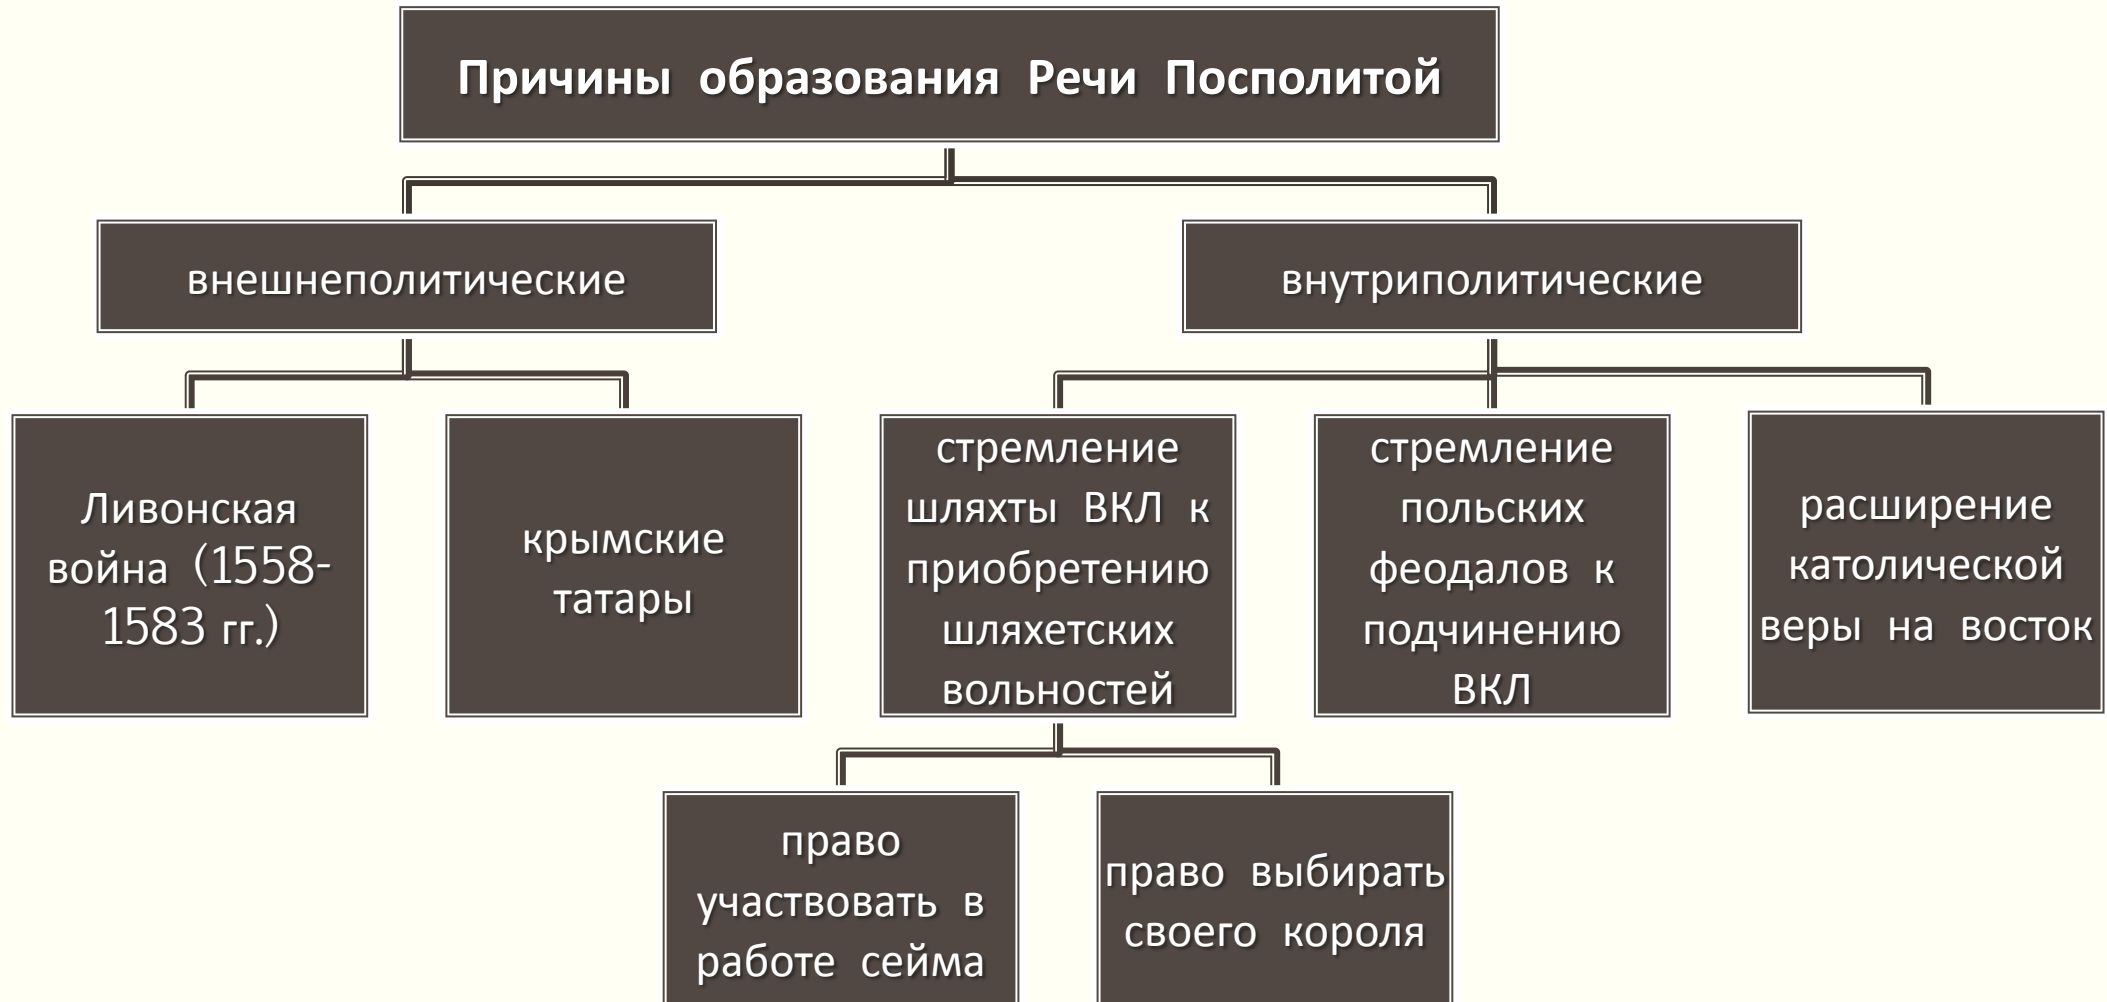 Причины образования Речи Посполитой
внешнеполитические
внутриполитические
Ливонская
война (1558-
1583 гг.)
крымские
татары
стремление
шляхты ВКЛ к
приобретению
шляхетских
вольностей
стремление
польских
феодалов к
подчинению
ВКЛ
расширение
католической
веры на восток
право
участвовать в
работе сейма
право выбирать
своего короля